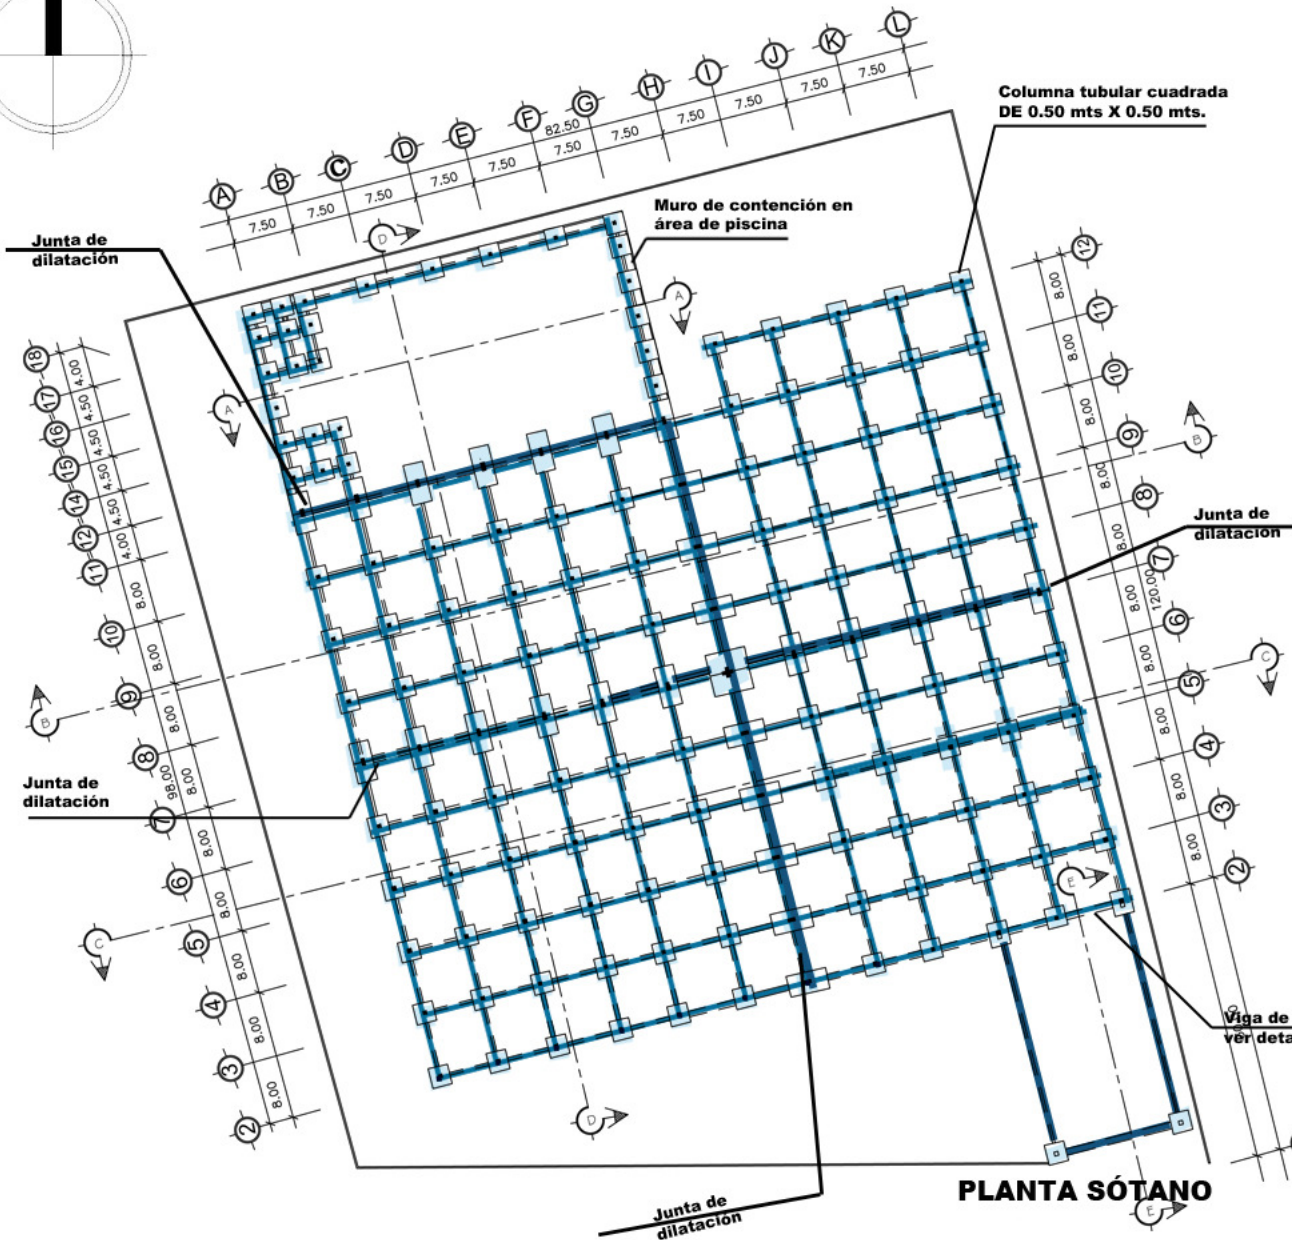 L
K
J
I
H
G
F
E
D
C
B
A
7.50
7.50
7.50
7.50
7.50
7.50
7.50
7.50
7.50
7.50
7.50
82.50
Columna tubular cuadrada
DE 0.50 mts X 0.50 mts.
Muro de contención en
área de piscina
Junta de
dilatación
D
A
A
12
11
10
9
8
7
6
5
4
3
2
8.00
8.00
8.00
8.00
8.00
8.00
8.00
8.00
8.00
8.00
120.00
B
Junta de
dilatación
C
18
17
16
15
14
12
11
10
9
8
7
6
5
4
3
2
4.00
4.50
4.50
4.50
4.50
4.00
8.00
8.00
8.00
8.00
8.00
8.00
8.00
8.00
8.00
98.00
B
Junta de
dilatación
C
E
Viga de
ver deta
D
PLANTA SÓTANO
E
Junta de
dilatación